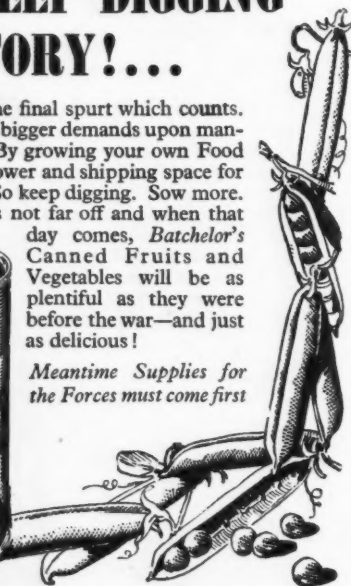 DIGGING
ORY!...
he final spurt which counts.
bigger demands upon man-
By growing your own Food
ower and shipping space for
So keep digging. Sow more.
s not far off and when that
day comes, Batchelor's
Canned Fruits and
Vegetables will be as
plentiful as they were
before the war—and just
as delicious!
Meantime Supplies for
the Forces must come first